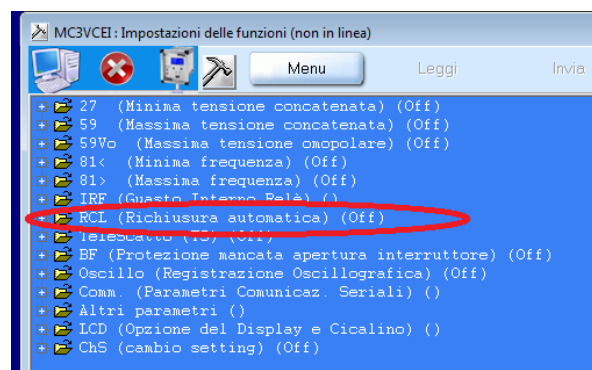 MC3VCEI : Impostazioni delle funzioni (non in linea)
Menu Leggi Invia
27 (Minima tensione concatenata) (Off)
59 (Massima tensione concatenata) (Off)
59Vo (Massima tensione omopolare) (Off)
81< (Minima frequenza) (Off)
81> (Massima frequenza) (Off)
IRF (Guasto Interno Relè) ()
RCL (Richiusura automatica) (Off)
TeleScatto (TS) (Off)
BF (Protezione mancata apertura interruttore) (Off)
Oscillo (Registrazione Oscillografica) (Off)
Comm. (Parametri Comunicaz. Seriali) ()
Altri parametri ()
LCD (Opzione del Display e Cicalino) ()
ChS (cambio setting) (Off)